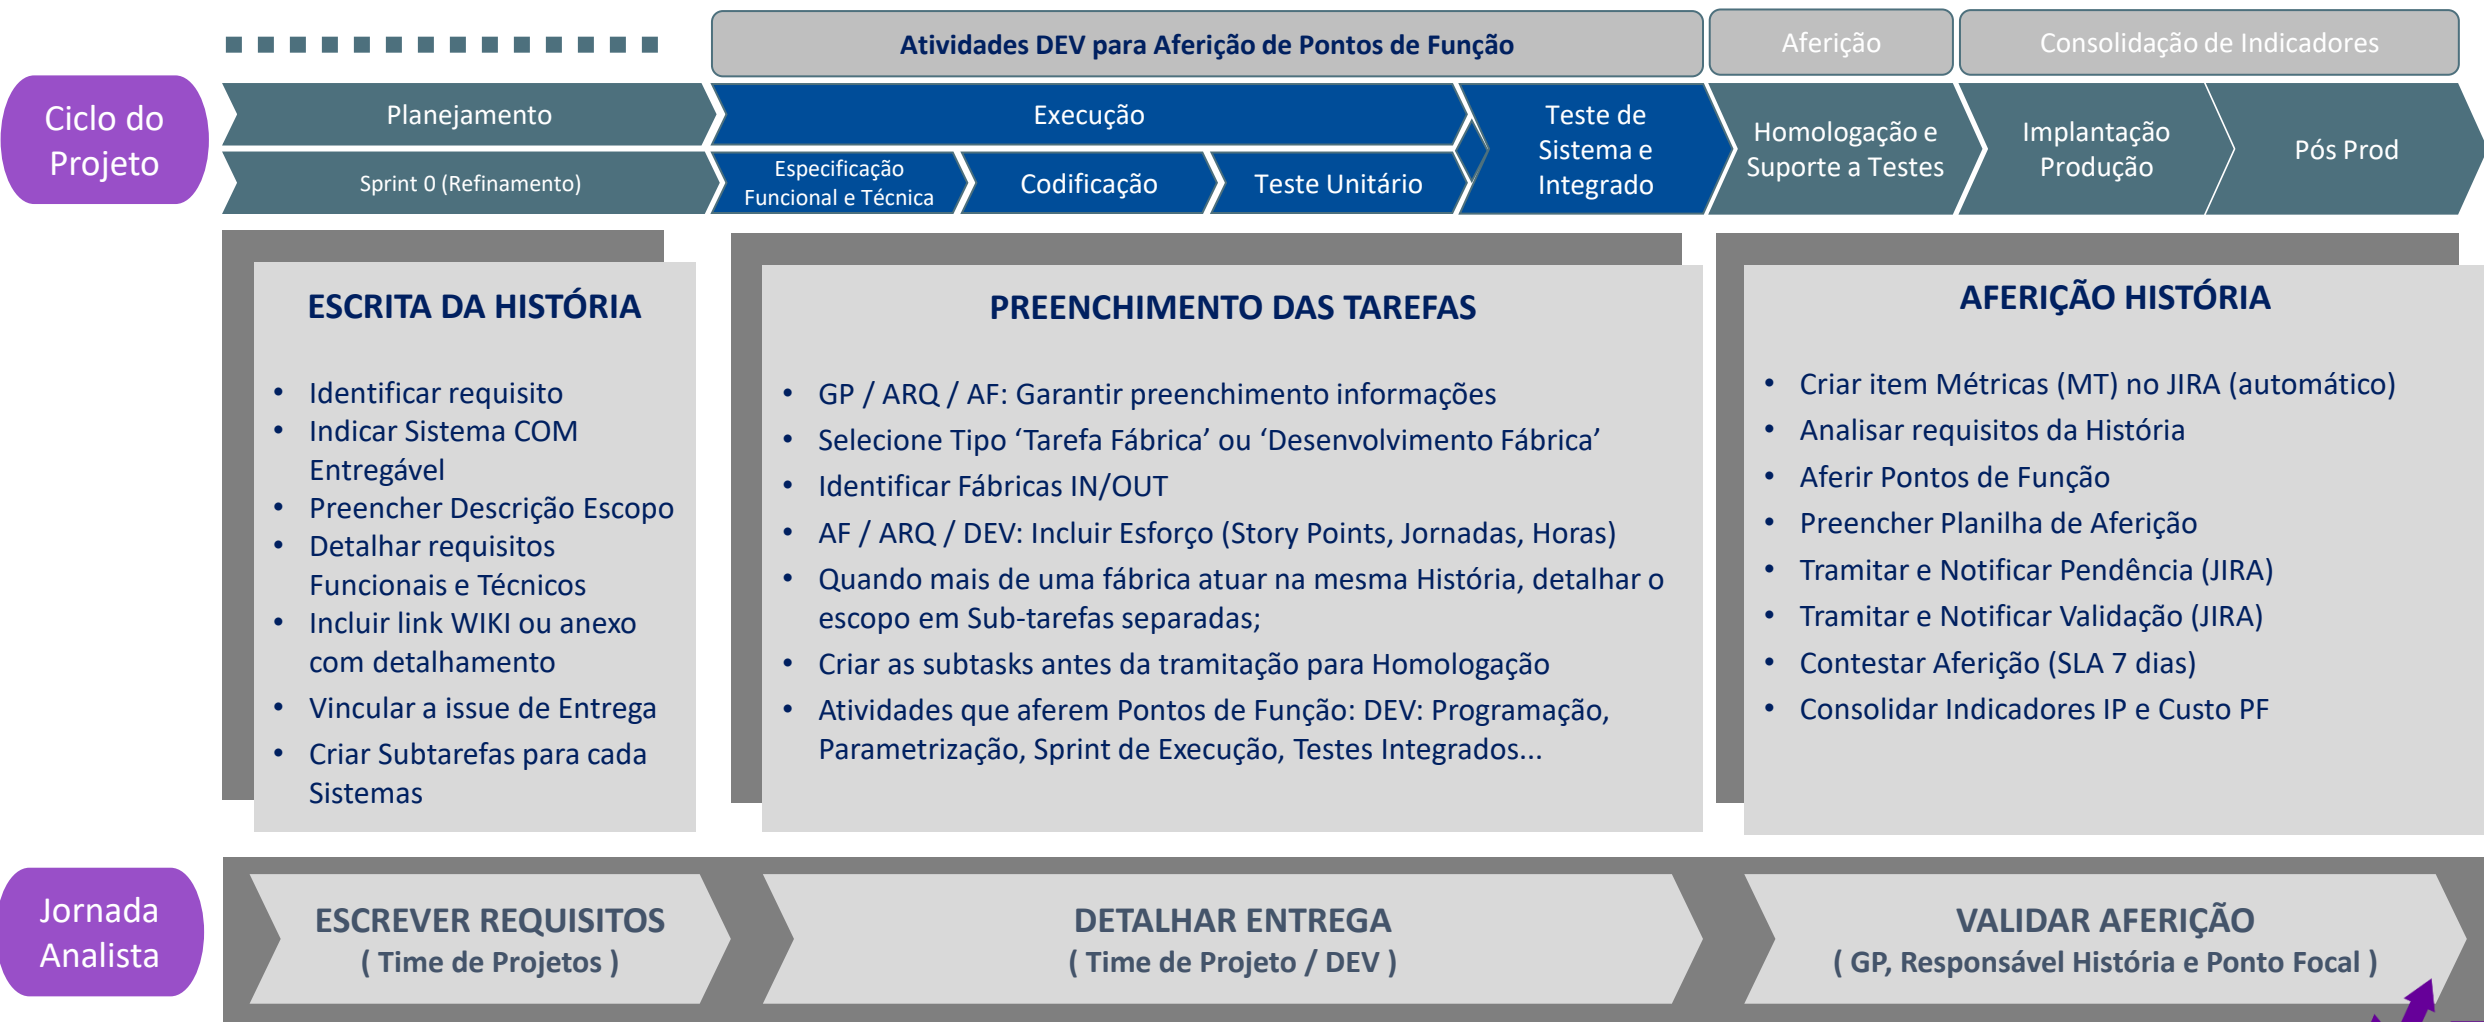 Atividades DEV para Aferição de Pontos de Função
Aferição
Consolidação de Indicadores
Ciclo do
Projeto
Planejamento
Sprint 0 (Refinamento)
Execução
Especificação
Funcional e Técnica
Codificação
Teste Unitário
Teste de
Sistema e
Integrado
Homologação e
Suporte a Testes
Implantação
Produção
Pós Prod
ESCRITA DA HISTÓRIA
• Identificar requisito
• Indicar Sistema COM
Entregável
• Preencher Descrição Escopo
• Detalhar requisitos
Funcionais e Técnicos
• Incluir link WIKI ou anexo
com detalhamento
• Vincular a issue de Entrega
• Criar Subtarefas para cada
Sistemas
PREENCHIMENTO DAS TAREFAS
• GP / ARQ / AF: Garantir preenchimento informações
• Selecione Tipo ‘Tarefa Fábrica’ ou ‘Desenvolvimento Fábrica’
• Identificar Fábricas IN/OUT
• AF / ARQ / DEV: Incluir Esforço (Story Points, Jornadas, Horas)
• Quando mais de uma fábrica atuar na mesma História, detalhar o
escopo em Sub-tarefas separadas;
• Criar as subtasks antes da tramitação para Homologação
• Atividades que aferem Pontos de Função: DEV: Programação,
Parametrização, Sprint de Execução, Testes Integrados...
AFERIÇÃO HISTÓRIA
• Criar item Métricas (MT) no JIRA (automático)
• Analisar requisitos da História
• Aferir Pontos de Função
• Preencher Planilha de Aferição
• Tramitar e Notificar Pendência (JIRA)
• Tramitar e Notificar Validação (JIRA)
• Contestar Aferição (SLA 7 dias)
• Consolidar Indicadores IP e Custo PF
Jornada
Analista
ESCREVER REQUISITOS
( Time de Projetos )
DETALHAR ENTREGA
( Time de Projeto / DEV )
VALIDAR AFERIÇÃO
( GP, Responsável História e Ponto Focal )